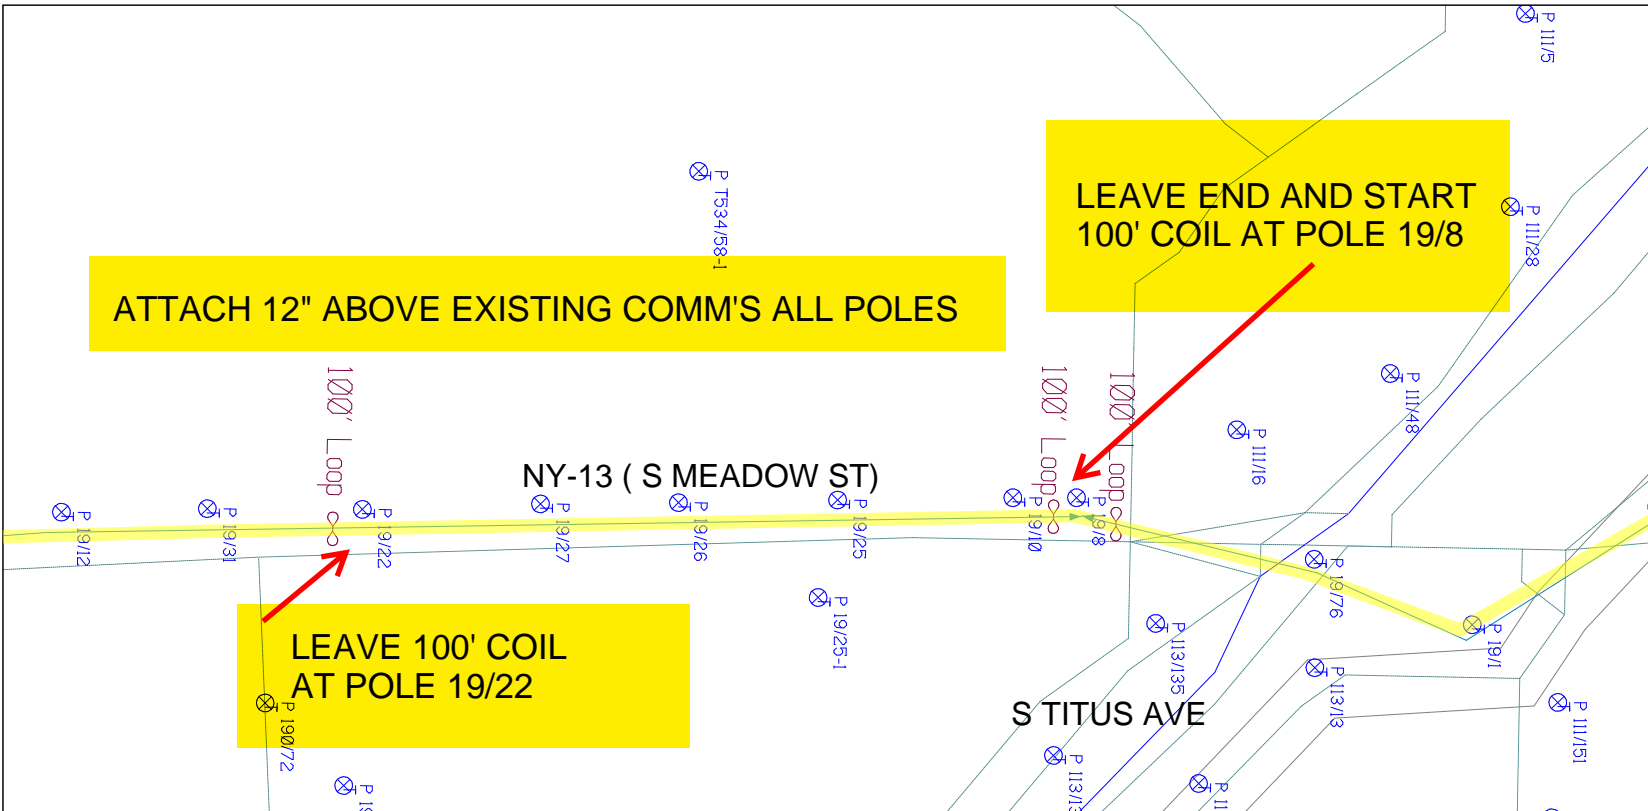 P 111/5
P T534/58-1
LEAVE END AND START
100' COIL AT POLE 19/8
P 111/28
ATTACH 12" ABOVE EXISTING COMM'S ALL POLES
100' Loop
100' Loop
100' Loop
P 111/48
P 111/16
NY-13 ( S MEADOW ST)
P 19/12
P 19/31
P 19/22
P 19/27
P 19/26
P 19/25
P 19/10
P 19/8
P 19/76
P 19/25-1
P 113/135
P 19/1
LEAVE 100' COIL
AT POLE 19/22
P 113/13
S TITUS AVE
P 190/72
P 111/151